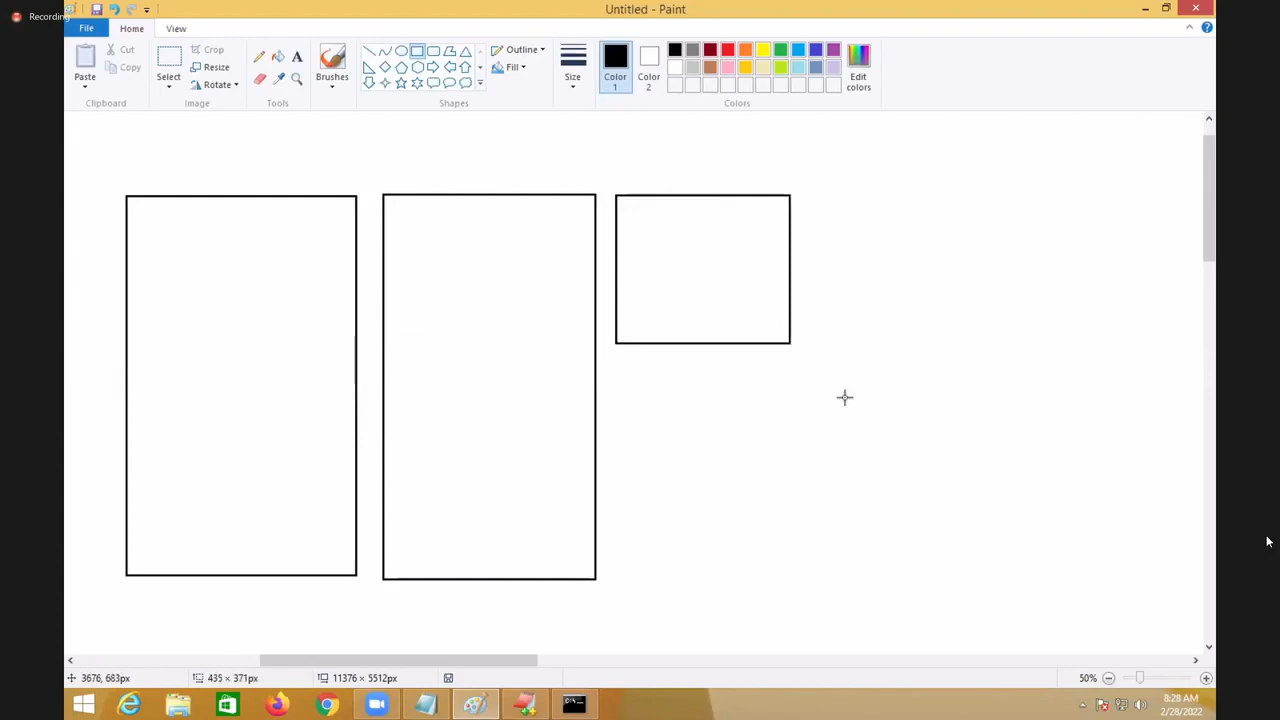 Recording
Untitled - Paint
File
Home
View
Paste
Cut
Copy
Clipboard
Select
Crop
Resize
Rotate
Image
A
Tools
Brushes
Shapes
Outline
Fill
Size
Color
1
Color
2
Colors
Edit
colors
3676, 683px
435 × 371px
11376 × 5512px
50%
8:28 AM
2/28/2022